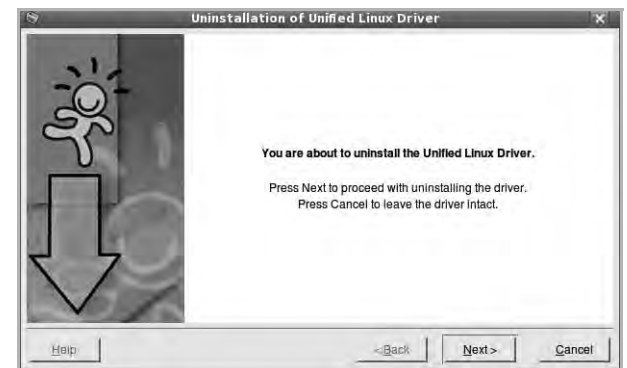 Uninstallation of Unified Linux Driver
You are about to uninstall the Unified Linux Driver.
Press Next to proceed with uninstalling the driver.
Press Cancel to leave the driver intact.
Help
<Back
Next >
Cancel